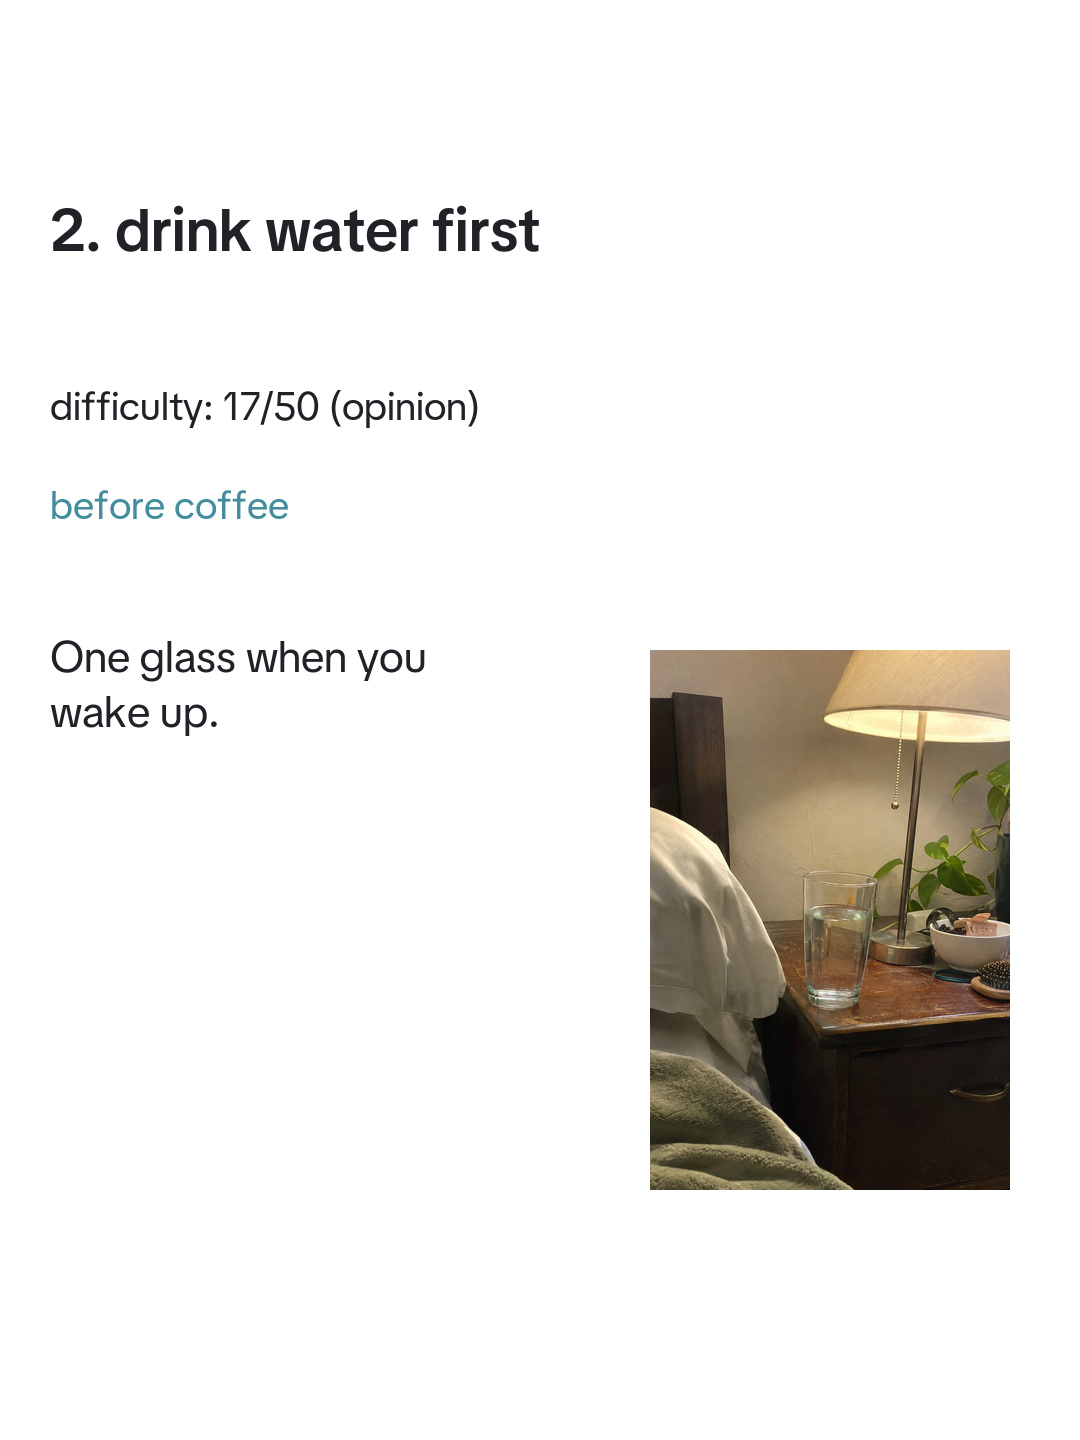 2. drink water first
difficulty: 17/50 (opinion)
before coffee
One glass when you
wake up.